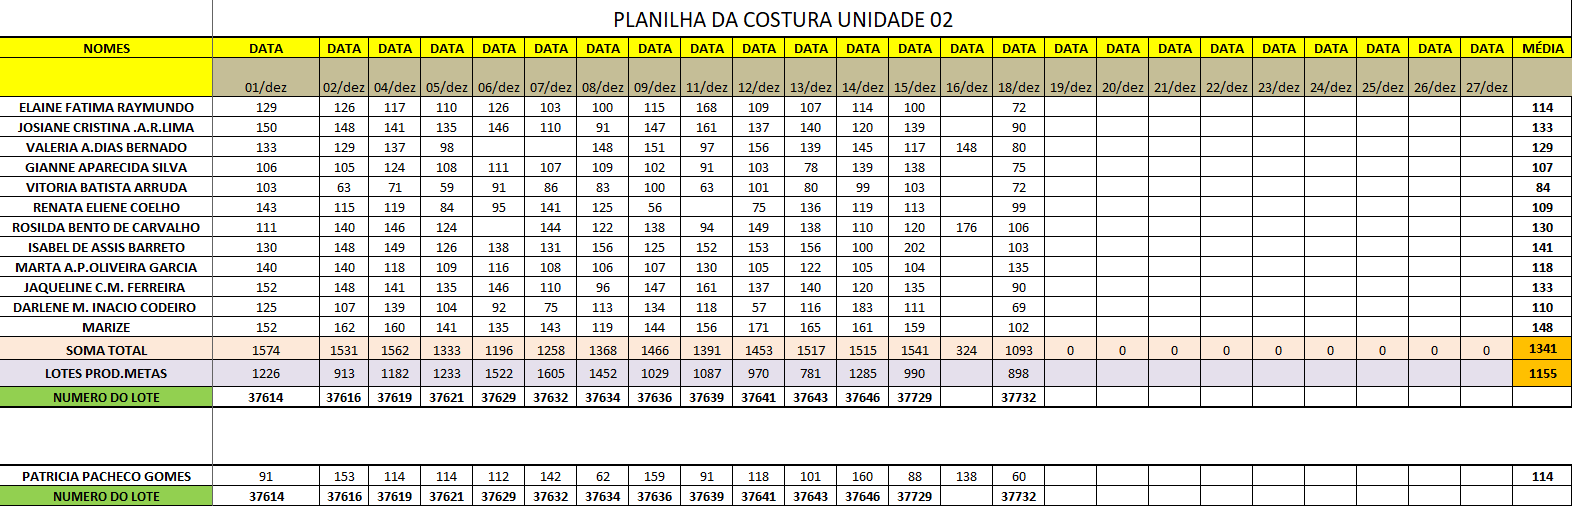 PLANILHA DA COSTURA UNIDADE 02
NOMES DATA DATA DATA DATA DATA DATA DATA DATA DATA DATA DATA DATA DATA DATA DATA DATA DATA DATA DATA DATA DATA DATA DATA DATA MÉDIA
01/dez 02/dez 04/dez 05/dez 06/dez 07/dez 08/dez 09/dez 11/dez 12/dez 13/dez 14/dez 15/dez 16/dez 18/dez 19/dez 20/dez 21/dez 22/dez 23/dez 24/dez 25/dez 26/dez 27/dez
ELAINE FATIMA RAYMUNDO 129 126 117 110 126 103 100 115 168 109 107 114 100 72 114
JOSIANE CRISTINA .A.R.LIMA 150 148 141 135 146 110 91 147 161 137 140 120 139 90 133
VALERIA A.DIAS BERNADO 133 129 137 98 148 151 97 156 139 145 117 148 80 129
GIANNE APARECIDA SILVA 106 105 124 108 111 107 109 102 91 103 78 139 138 75 107
VITORIA BATISTA ARRUDA 103 63 71 59 91 86 83 100 63 101 80 99 103 72 84
RENATA ELIENE COELHO 143 115 119 84 95 141 125 56 75 136 119 113 99 109
ROSILDA BENTO DE CARVALHO 111 140 146 124 144 122 138 94 149 138 110 120 176 106 130
ISABEL DE ASSIS BARRETO 130 148 149 126 138 131 156 125 152 153 156 100 202 103 141
MARTA A.P.OLIVEIRA GARCIA 140 140 118 109 116 108 106 107 130 105 122 105 104 135 118
JAQUELINE C.M. FERREIRA 152 148 141 135 146 110 96 147 161 137 140 120 135 90 133
DARLENE M. INACIO CODEIRO 125 107 139 104 92 75 113 134 118 57 116 183 111 69 110
MARIZE 152 162 160 141 135 143 119 144 156 171 165 161 159 102 148
SOMA TOTAL 1574 1531 1562 1333 1196 1258 1368 1466 1391 1453 1517 1515 1541 324 1093 0 0 0 0 0 0 0 0 0 1341
LOTES PROD.METAS 1226 913 1182 1233 1522 1605 1452 1029 1087 970 781 1285 990 898 1155
NUMERO DO LOTE 37614 37616 37619 37621 37629 37632 37634 37636 37639 37641 37643 37646 37729 37732
PATRICIA PACHECO GOMES 91 153 114 114 112 142 62 159 91 118 101 160 88 138 60 114
NUMERO DO LOTE 37614 37616 37619 37621 37629 37632 37634 37636 37639 37641 37643 37646 37729 37732